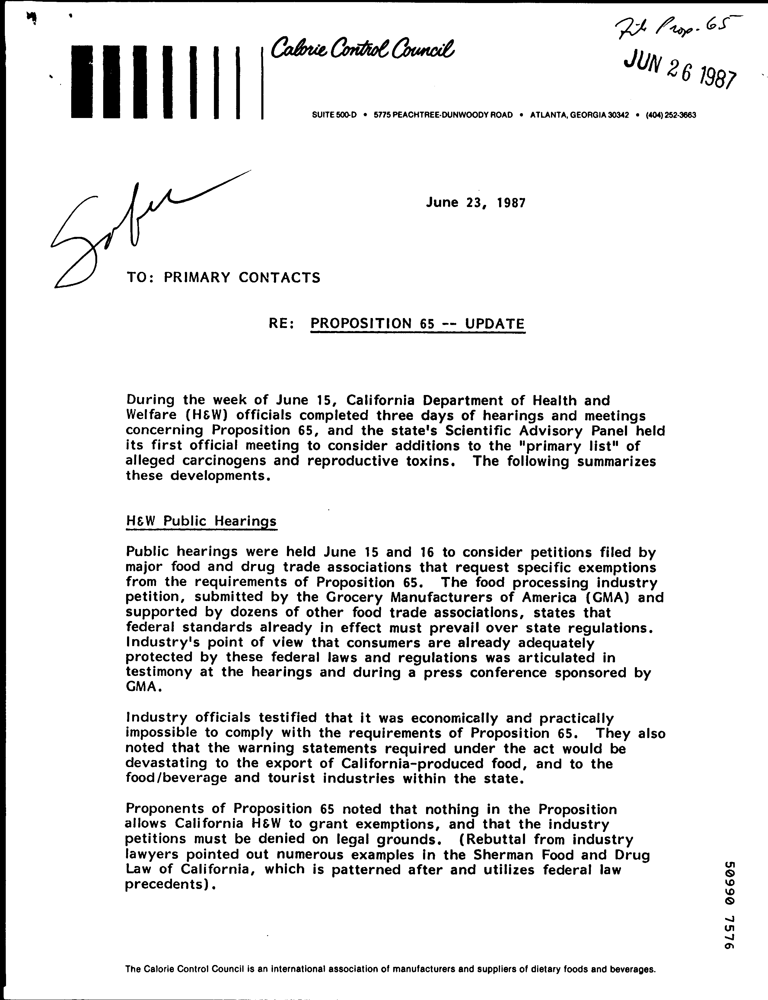 File Prop. 65
Calorie Control Council
JUN 26 1987
SUITE 500-D • 5775 PEACHTREE-DUNWOODY ROAD • ATLANTA, GEORGIA 30342 • (404) 252-3663
June 23, 1987
TO: PRIMARY CONTACTS
RE: PROPOSITION 65 -- UPDATE
During the week of June 15, California Department of Health and
Welfare (H&W) officials completed three days of hearings and meetings
concerning Proposition 65, and the state's Scientific Advisory Panel held
its first official meeting to consider additions to the "primary list" of
alleged carcinogens and reproductive toxins. The following summarizes
these developments.
H&W Public Hearings
Public hearings were held June 15 and 16 to consider petitions filed by
major food and drug trade associations that request specific exemptions
from the requirements of Proposition 65. The food processing industry
petition, submitted by the Grocery Manufacturers of America (GMA) and
supported by dozens of other food trade associations, states that
federal standards already in effect must prevail over state regulations.
Industry's point of view that consumers are already adequately
protected by these federal laws and regulations was articulated in
testimony at the hearings and during a press conference sponsored by
GMA.
Industry officials testified that it was economically and practically
impossible to comply with the requirements of Proposition 65. They also
noted that the warning statements required under the act would be
devastating to the export of California-produced food, and to the
food/beverage and tourist industries within the state.
Proponents of Proposition 65 noted that nothing in the Proposition
allows California H&W to grant exemptions, and that the industry
petitions must be denied on legal grounds. (Rebuttal from industry
lawyers pointed out numerous examples in the Sherman Food and Drug
Law of California, which is patterned after and utilizes federal law
precedents).
50990 7576
The Calorie Control Council is an international association of manufacturers and suppliers of dietary foods and beverages.